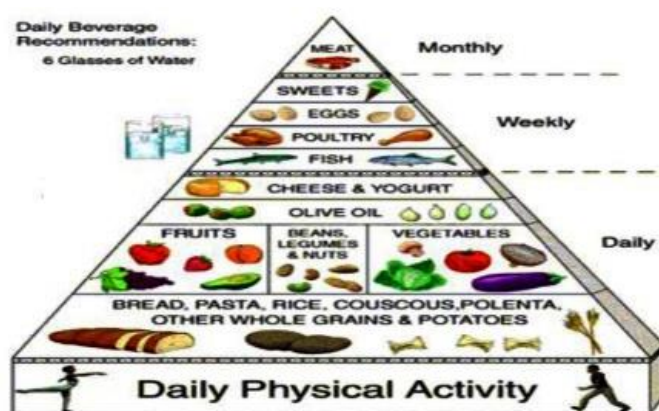 Daily Beverage
Recommendations:
6 Glasses of Water
MEAT
Monthly
SWEETS
EGGS
Weekly
POULTRY
FISH
CHEESE & YOGURT
OLIVE OIL
FRUITS
BEANS,
LEGUMES
& NUTS
VEGETABLES
Daily
BREAD, PASTA, RICE, COUSCOUS,POLENTA,
OTHER WHOLE GRAINS & POTATOES
Daily Physical Activity